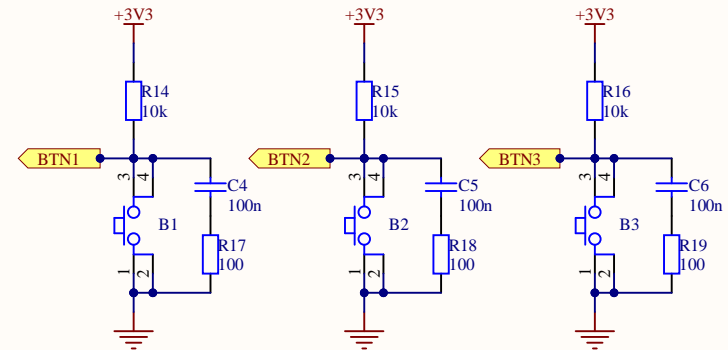 +3V3 +3V3 +3V3
R14 R15 R16
10k 10k 10k
BTN1 BTN2 BTN3
3 4 3 4 3 4
C4 C5 C6
100n 100n 100n
B1 B2 B3
R17 R18 R19
100 100 100
1 2 1 2 1 2